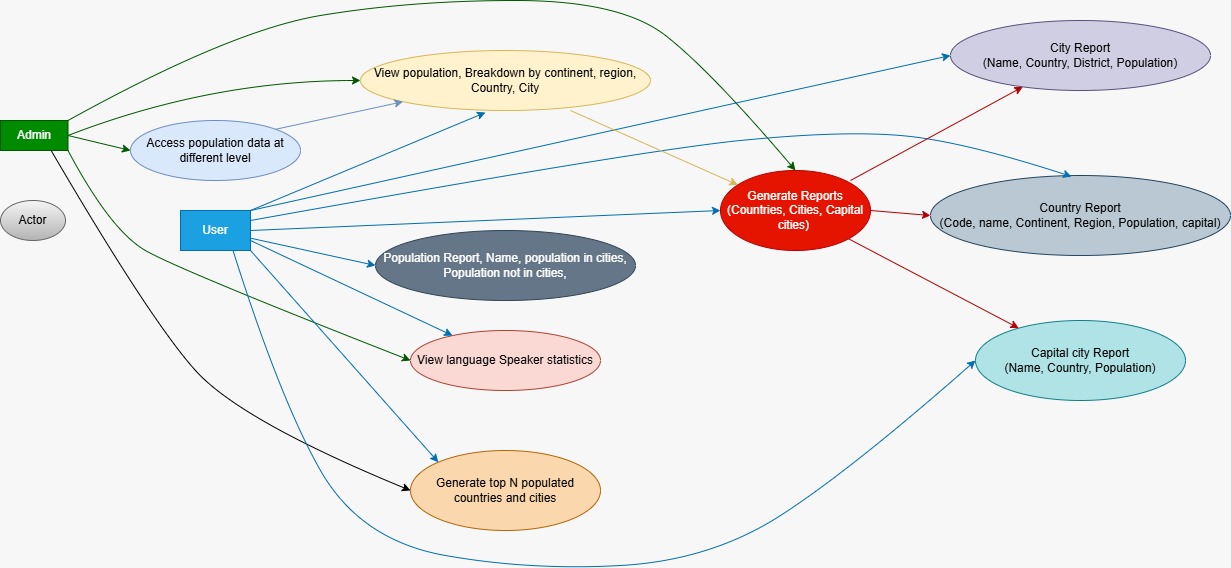 City Report
(Name, Country, District, Population)
View population, Breakdown by continent, region,
Country, City
Admin
Access population data at
different level
Generate Reports
(Countries, Cities, Capital
cities)
Actor
User
Country Report
(Code, name, Continent, Region, Population, capital)
Population Report, Name, population in cities,
Population not in cities,
View language Speaker statistics
Capital city Report
(Name, Country, Population)
Generate top N populated
countries and cities